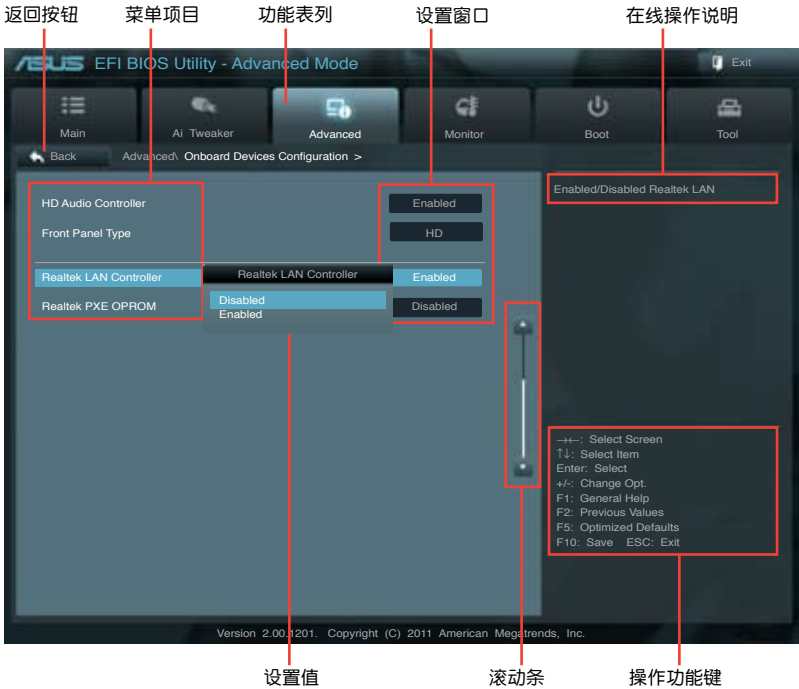 返回按钮 菜单项目 功能表列 设置窗口 在线操作说明
ASUS EFI BIOS Utility - Advanced Mode Exit
Main Ai Tweaker Advanced Monitor Boot Tool
Back Advanced\ Onboard Devices Configuration >
Enabled/Disabled Realtek LAN
HD Audio Controller Enabled
Front Panel Type HD
Realtek LAN Controller Realtek LAN Controller Enabled
Realtek PXE OPROM Disabled Disabled
Enabled
→←: Select Screen
↑↓: Select Item
Enter: Select
+/-: Change Opt.
F1: General Help
F2: Previous Values
F5: Optimized Defaults
F10: Save ESC: Exit
Version 2.00.1201. Copyright (C) 2011 American Megatrends, Inc.
设置值 滚动条 操作功能键